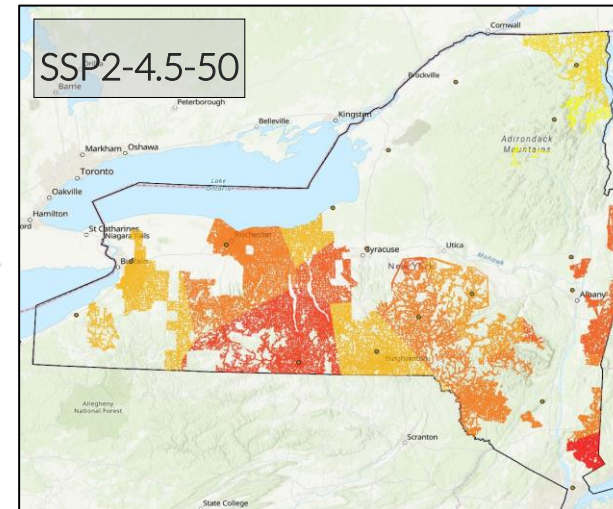 SSP2-4.5-50
Cornwall
Barrie
Brockville
Peterborough
Kingston
Belleville
Adirondack
Mountains
Markham
Oshawa
Toronto
Lake
Ontario
Oakville
Hamilton
St Catharines
Niagara Falls
Rochester
Syracuse
Utica
New York
Mohawk
Albany
Binghamton
Allegheny
National Forest
Scranton
State College